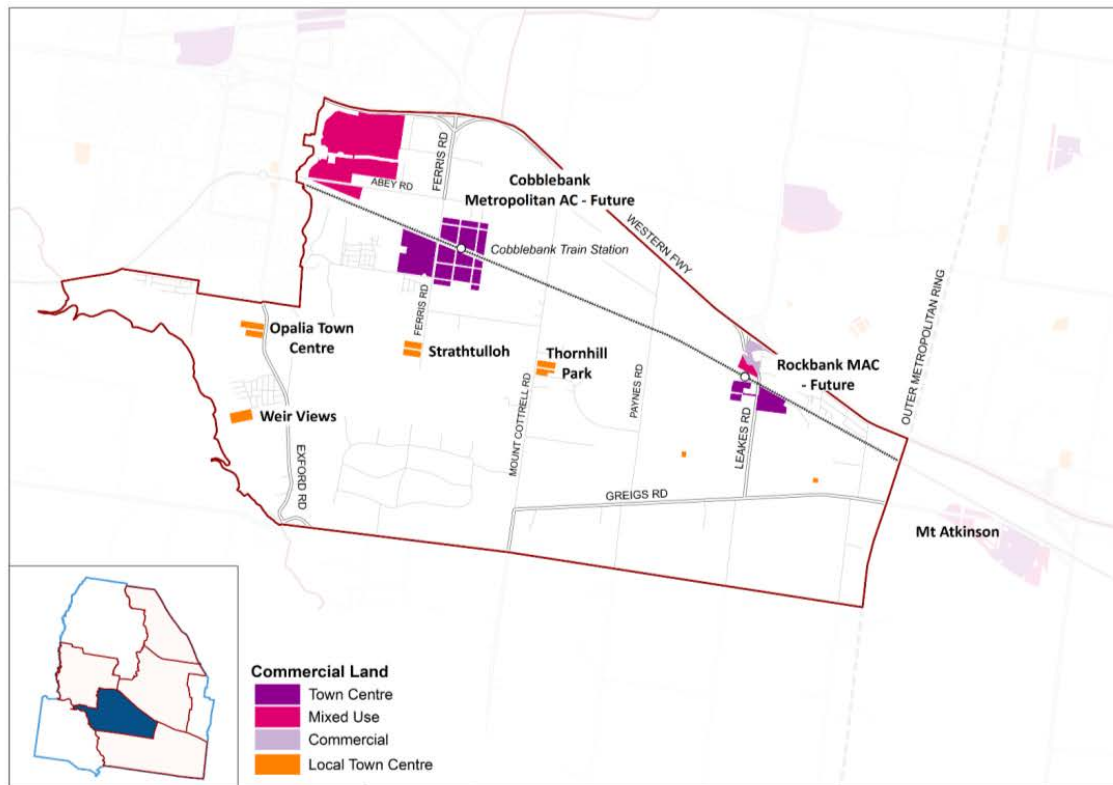 FERRIS RD
ABEY RD
Cobblebank
Metropolitan AC - Future
WESTERN FWY
Cobblebank Train Station
OUTER METROPOLITAN RING
FERRIS RD
Opalia Town
Centre
Strathtulloh
Thornhill
Park
Rockbank MAC
- Future
MOUNT COTTRELL RD
PAYNES RD
LEAKES RD
Weir Views
EXFORD RD
GREIGS RD
Mt Atkinson
Commercial Land
Town Centre
Mixed Use
Commercial
Local Town Centre